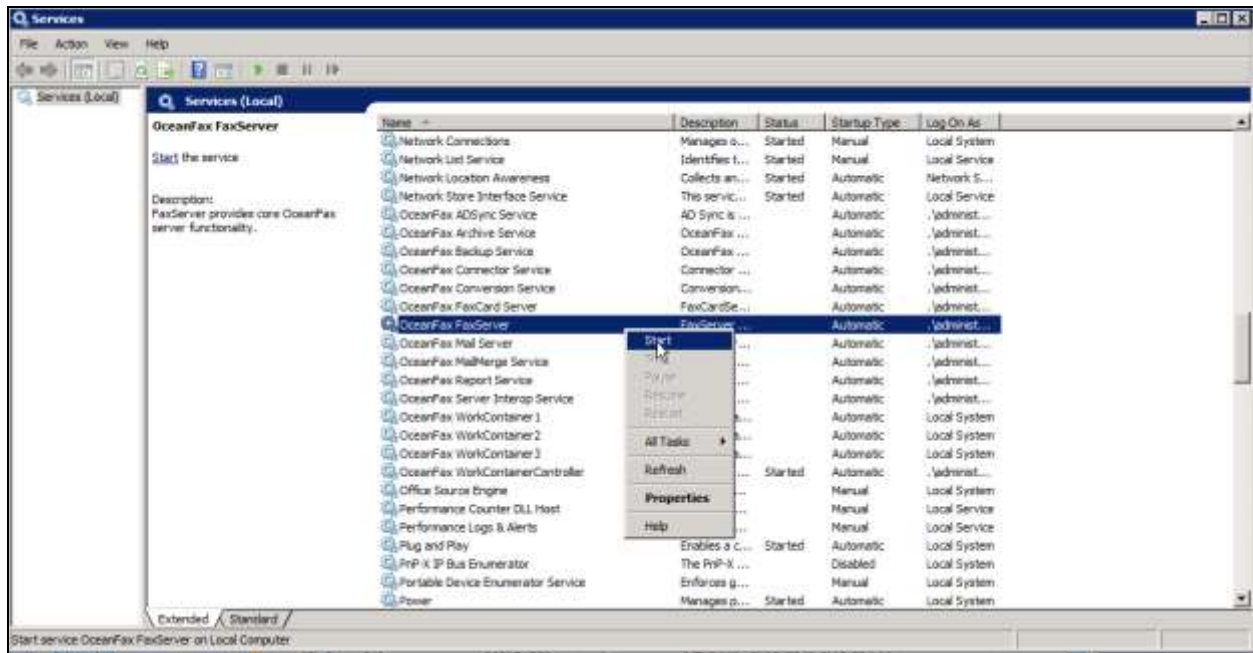 Services
File Action View Help
Services (Local)
Services (Local)
OceanFax FaxServer
Start the service
Description:
FaxServer provides core OceanFax
server functionality.
Name Description Status Startup Type Log On As
Network Connections Manages o... Started Manual Local System
Network List Service Identifies t... Started Manual Local Service
Network Location Awareness Collects an... Started Automatic Network S...
Network Store Interface Service This servic... Started Automatic Local Service
OceanFax ADSync Service AD Sync is ... Automatic .\administ...
OceanFax Archive Service OceanFax ... Automatic .\administ...
OceanFax Backup Service OceanFax ... Automatic .\administ...
OceanFax Connector Service Connector ... Automatic .\administ...
OceanFax Conversion Service Conversion... Automatic .\administ...
OceanFax FaxCard Server FaxCardSe... Automatic .\administ...
OceanFax FaxServer FaxServer ... Automatic .\administ...
OceanFax Mail Server Automatic .\administ...
OceanFax MailMerge Service Automatic .\administ...
OceanFax Report Service Automatic .\administ...
OceanFax Server Interop Service Automatic .\administ...
OceanFax WorkContainer1 Automatic Local System
OceanFax WorkContainer2 Automatic Local System
OceanFax WorkContainer3 Automatic Local System
OceanFax WorkContainerController Started Automatic .\administ...
Office Source Engine Manual Local System
Performance Counter DLL Host Manual Local Service
Performance Logs & Alerts Manual Local Service
Plug and Play Enables a c... Started Automatic Local System
PnP-X IP Bus Enumerator The PnP-X ... Disabled Local System
Portable Device Enumerator Service Enforces g... Manual Local System
Power Manages p... Started Automatic Local System
Start
Pause
Resume
Restart
All Tasks
Refresh
Properties
Help
Extended Standard
Start service OceanFax FaxServer on Local Computer